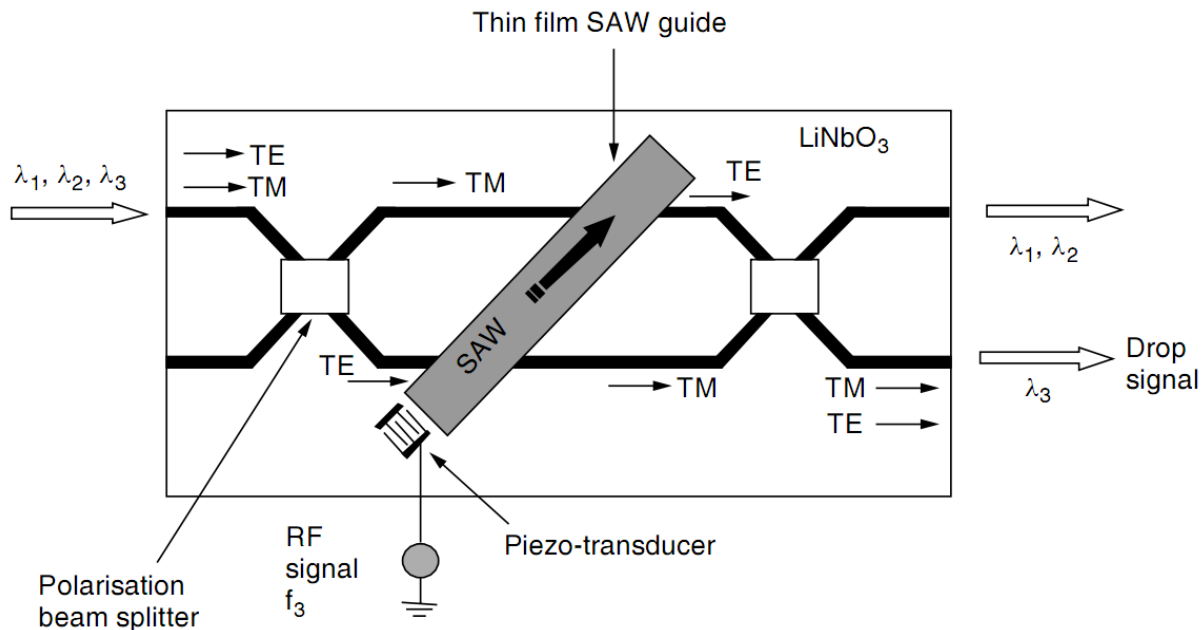 Thin film SAW guide
LiNbO₃
TE
TM
λ₁, λ₂, λ₃
TM
TE
λ₁, λ₂
SAW
TE
TM
TM
TE
λ₃
Drop
signal
RF
signal
f₃
Piezo-transducer
Polarisation
beam splitter